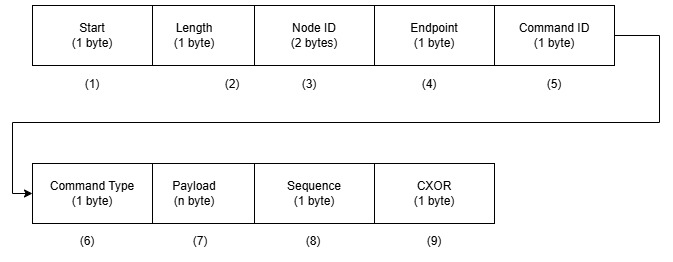 Start
(1 byte)
Length
(1 byte)
Node ID
(2 bytes)
Endpoint
(1 byte)
Command ID
(1 byte)
(1)
(2)
(3)
(4)
(5)
Command Type
(1 byte)
Payload
(n byte)
Sequence
(1 byte)
CXOR
(1 byte)
(6)
(7)
(8)
(9)